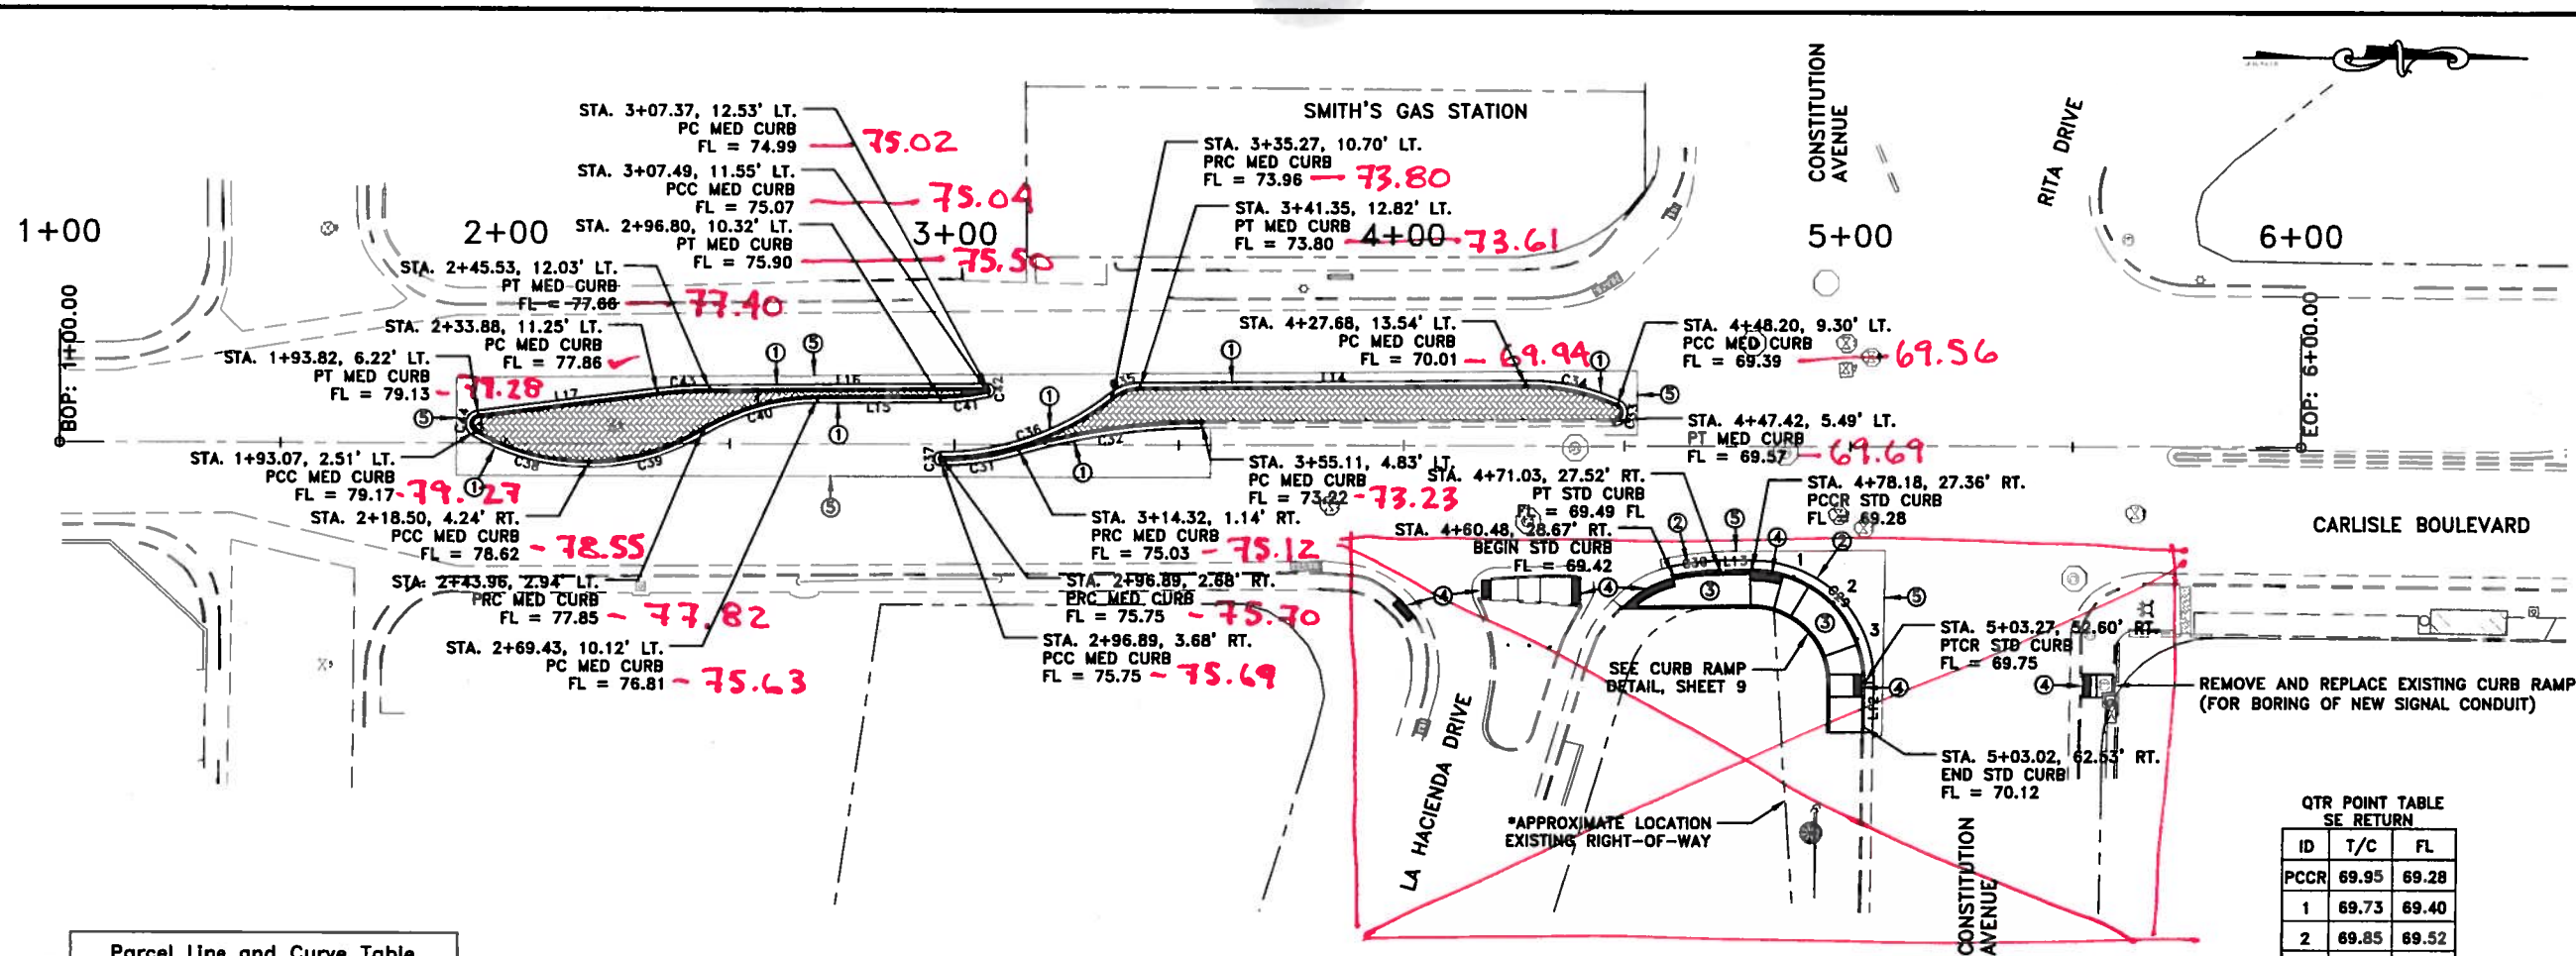 1+00
2+00
3+00
4+00
5+00
6+00
BOP: 1+00.00
EOP: 6+00.00
SMITH'S GAS STATION
CONSTITUTION
AVENUE
RITA DRIVE
CARLISLE BOULEVARD
LA HACIENDA DRIVE
CONSTITUTION
AVENUE
STA. 3+07.37, 12.53' LT.
PC MED CURB
FL = 74.99 75.02
STA. 3+07.49, 11.55' LT.
PCC MED CURB
FL = 75.07 75.04
STA. 2+96.80, 10.32' LT.
PT MED CURB
FL = 75.90 75.50
STA. 2+45.53, 12.03' LT.
PT MED CURB
FL = 77.66 77.40
STA. 2+33.88, 11.25' LT.
PC MED CURB
FL = 77.86 ✓
STA. 1+93.82, 6.22' LT.
PT MED CURB
FL = 79.13 - 79.28
STA. 1+93.07, 2.51' LT.
PCC MED CURB
FL = 79.17 - 79.27
STA. 2+18.50, 4.24' RT.
PCC MED CURB
FL = 78.62 - 78.55
STA. 2+43.96, 2.94' LT.
PRC MED CURB
FL = 77.85 - 77.82
STA. 2+69.43, 10.12' LT.
PC MED CURB
FL = 76.81 - 75.63
STA. 3+35.27, 10.70' LT.
PRC MED CURB
FL = 73.96 - 73.80
STA. 3+41.35, 12.82' LT.
PT MED CURB
FL = 73.80 73.61
STA. 4+27.68, 13.54' LT.
PC MED CURB
FL = 70.01 - 69.94
STA. 4+48.20, 9.30' LT.
PCC MED CURB
FL = 69.39 69.56
STA. 4+47.42, 5.49' LT.
PT MED CURB
FL = 69.57 - 69.69
STA. 3+55.11, 4.83' LT.
PC MED CURB
FL = 73.22 - 73.23
STA. 3+14.32, 1.14' RT.
PRC MED CURB
FL = 75.03 - 75.12
STA. 2+96.89, 2.68' RT.
PRC MED CURB
FL = 75.75 - 75.70
STA. 2+96.89, 3.68' RT.
PCC MED CURB
FL = 75.75 - 75.69
STA. 4+71.03, 27.52' RT.
PT STD CURB
FL = 69.49 FL
STA. 4+60.48, 28.67' RT.
BEGIN STD CURB
FL = 69.42
STA. 4+78.18, 27.36' RT.
PCCR STD CURB
FL = 69.28
STA. 5+03.27, 52.60' RT.
PTCR STD CURB
FL = 69.75
STA. 5+03.02, 62.53' RT.
END STD CURB
FL = 70.12
SEE CURB RAMP
DETAIL, SHEET 9
*APPROXIMATE LOCATION
EXISTING RIGHT-OF-WAY
REMOVE AND REPLACE EXISTING CURB RAMP
(FOR BORING OF NEW SIGNAL CONDUIT)
L17 C43 L16 C42
C38 C39 C40 L15 C41
C37 C31 C36 C32
C35 L14 C34 C33
C30 L13 C29 L12
QTR POINT TABLE
SE RETURN
ID T/C FL
PCCR 69.95 69.28
1 69.73 69.40
2 69.85 69.52
Parcel Line and Curve Table